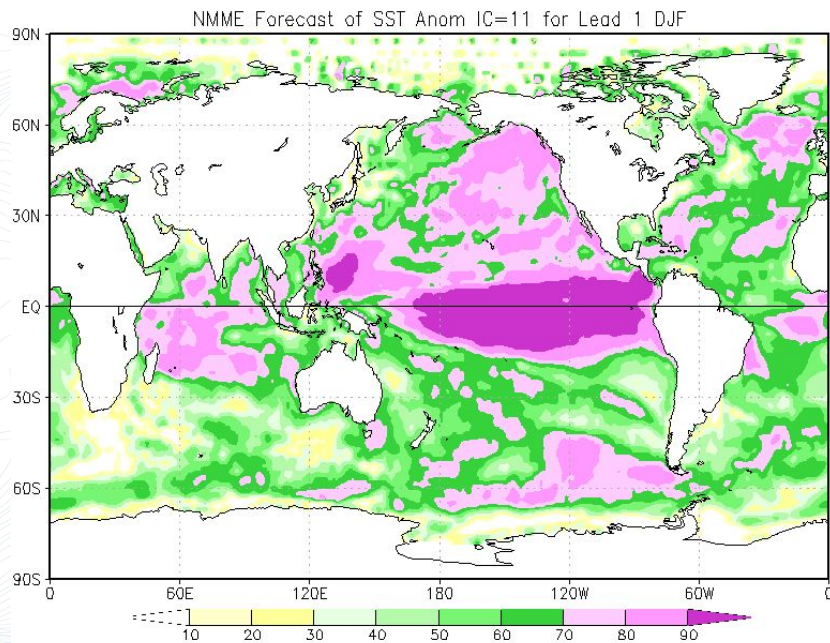 NMME Forecast of SST Anom IC=11 for Lead 1 DJF
90N
60N
30N
EQ
30S
60S
90S
0 60E 120E 180 120W 60W 0
10 20 30 40 50 60 70 80 90